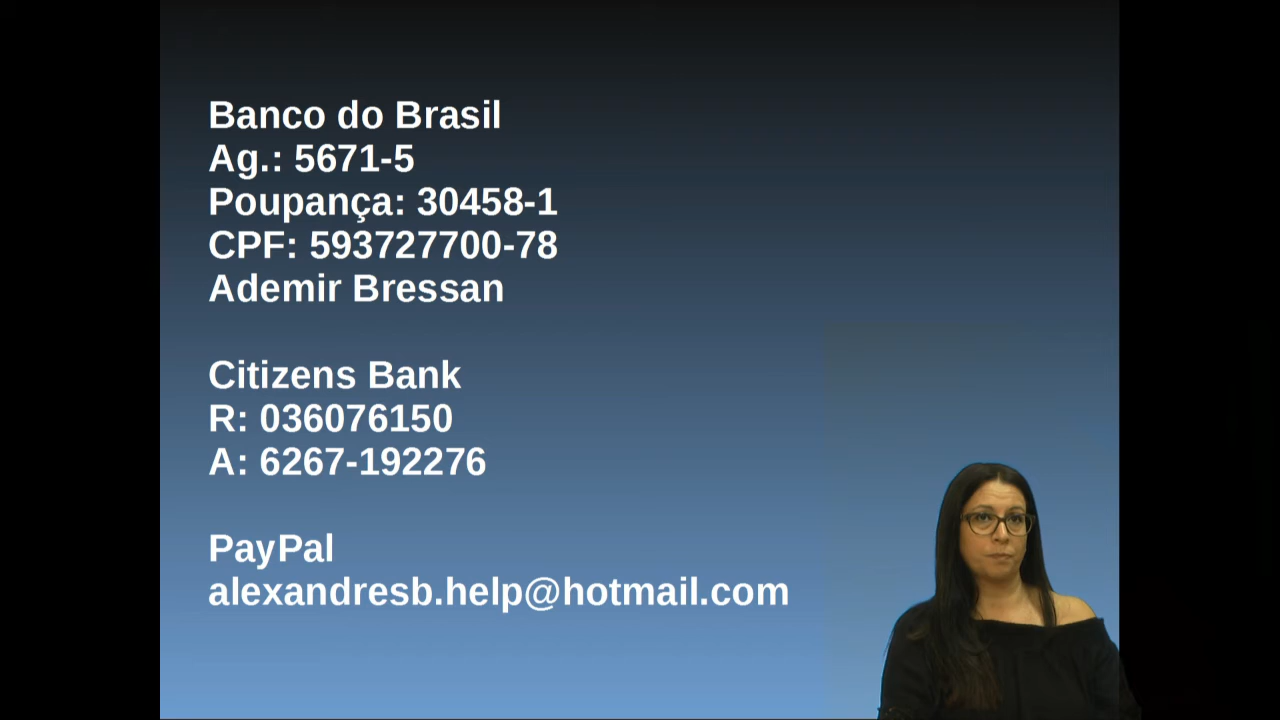 Banco do Brasil
Ag.: 5671-5
Poupança: 30458-1
CPF: 593727700-78
Ademir Bressan
Citizens Bank
R: 036076150
A: 6267-192276
PayPal
alexandresb.help@hotmail.com